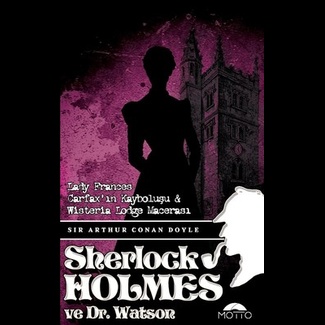 Lady Frances
Carfax'ın Kayboluşu &
Wisteria Lodge Macerası
SIR ARTHUR CONAN DOYLE
Sherlock
HOLMES
ve Dr. Watson
MOTTO